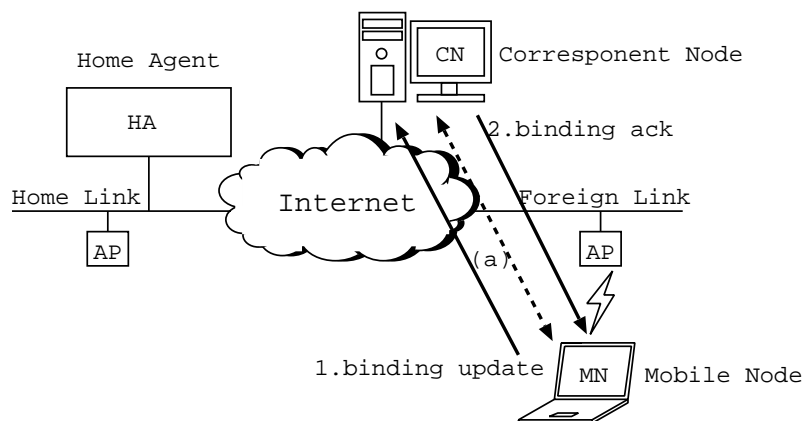 Home Agent
HA
CN
Corresponent Node
2.binding ack
Home Link
Internet
Foreign Link
AP
(a)
AP
1.binding update
MN
Mobile Node